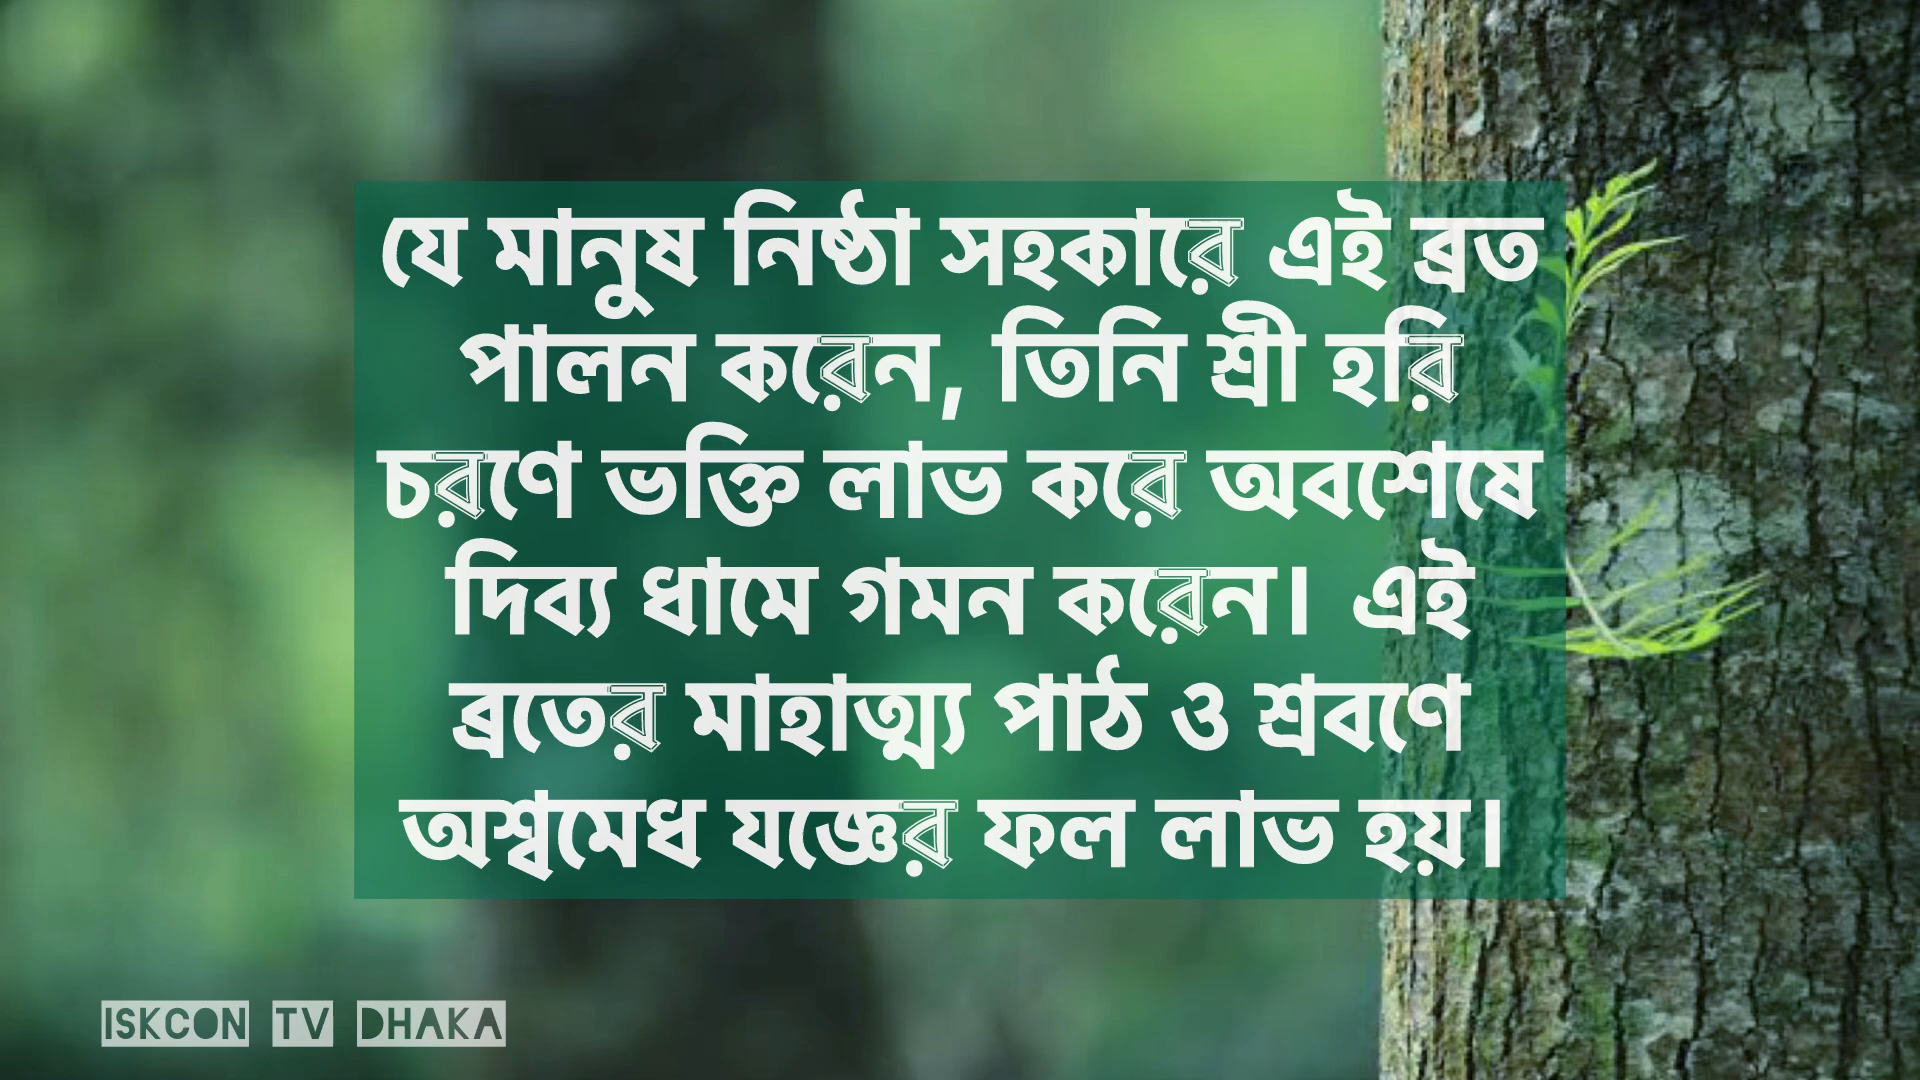 যে মানুষ নিষ্ঠা সহকারে এই ব্রত
পালন করেন, তিনি শ্রী হরি
চরণে ভক্তি লাভ করে অবশেষে
দিব্য ধামে গমন করেন। এই
ব্রতের মাহাত্ম্য পাঠ ও শ্রবণে
অশ্বমেধ যজ্ঞের ফল লাভ হয়।
ISKCON TV DHAKA